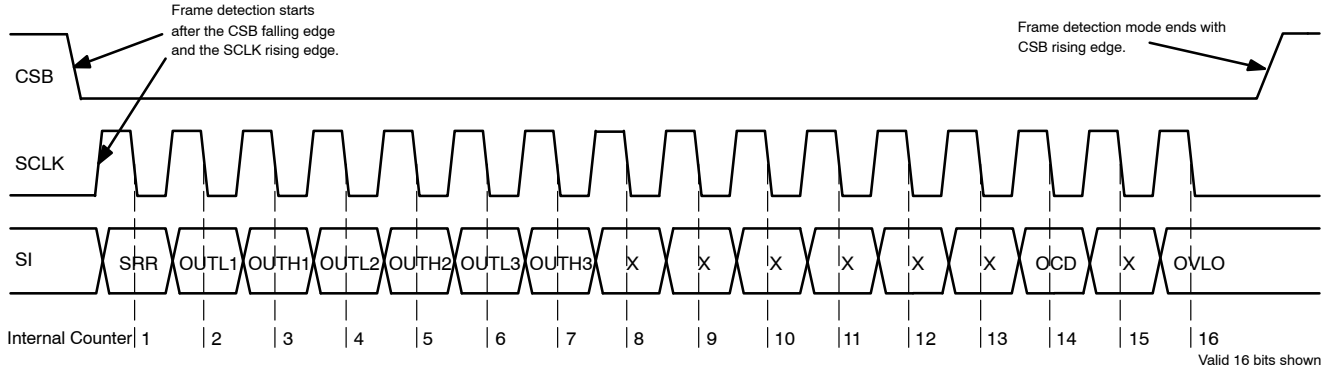 Frame detection starts
after the CSB falling edge
and the SCLK rising edge.
Frame detection mode ends with
CSB rising edge.
CSB
SCLK
SI
SRR OUTL1 OUTH1 OUTL2 OUTH2 OUTL3 OUTH3 X X X X X X OCD X OVLO
Internal Counter 1 2 3 4 5 6 7 8 9 10 11 12 13 14 15 16
Valid 16 bits shown